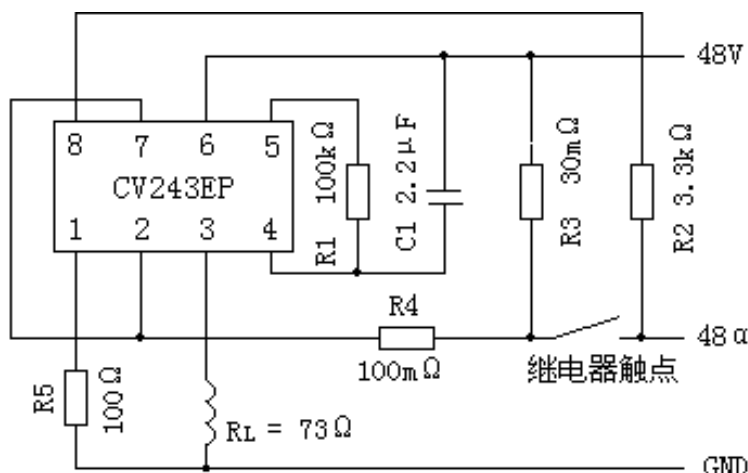 48V
8 7 6 5
CV243EP
1 2 3 4
R1 100kΩ
C1 2.2μF
R3 30mΩ
R2 3.3kΩ
R4
100mΩ
48α
继电器触点
R5 100Ω
RL = 73Ω
GND